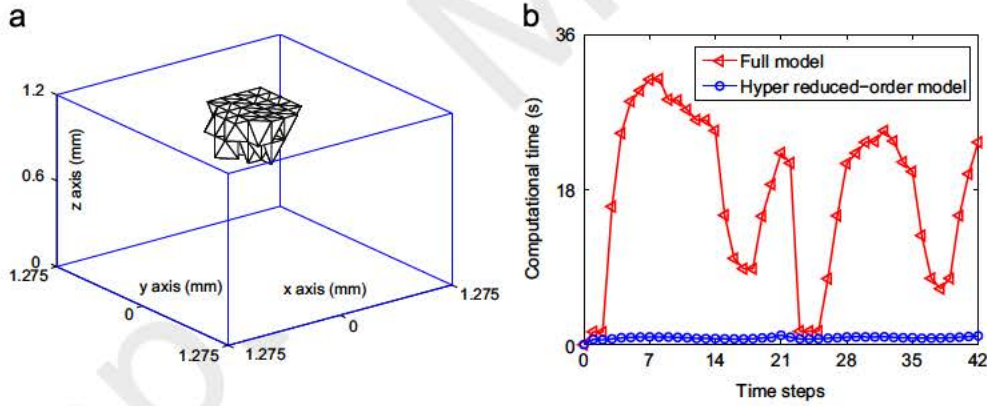 a
b
1.2
0.6
0
z axis (mm)
1.275
y axis (mm)
0
1.275
1.275
x axis (mm)
0
1.275
36
18
0
Computational time (s)
Full model
Hyper reduced-order model
0 7 14 21 28 35 42
Time steps